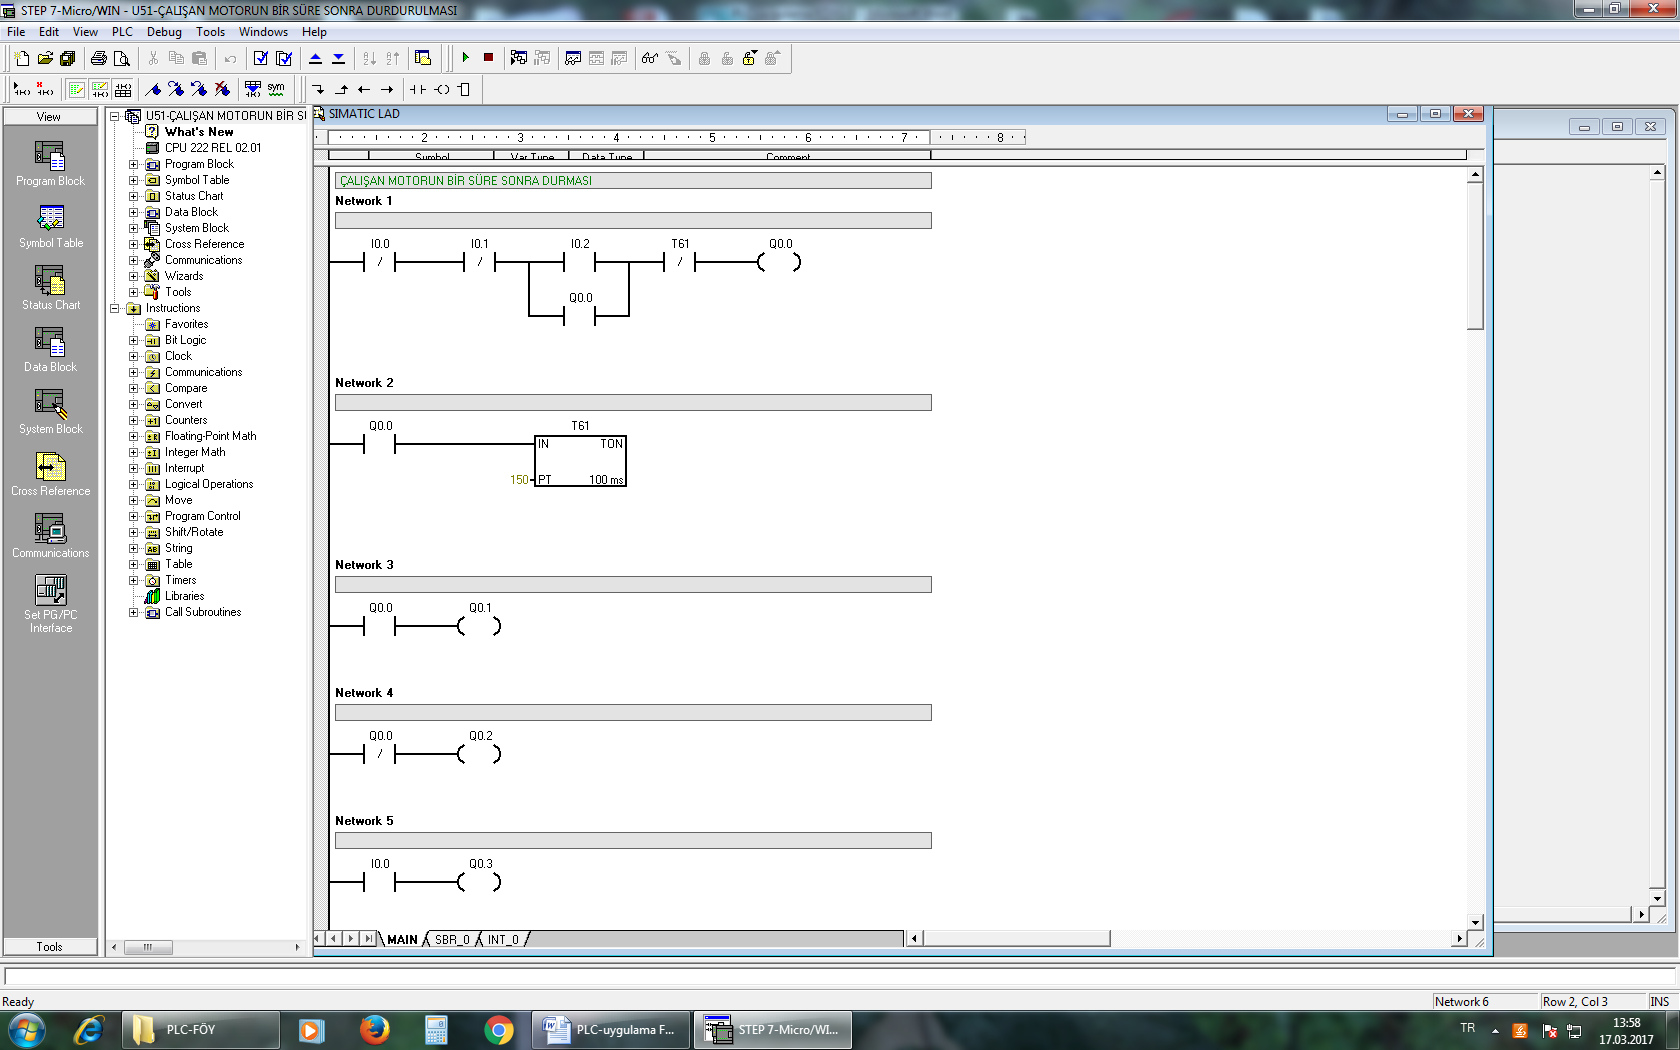 STEP 7-Micro/WIN - U51-ÇALIŞAN MOTORUN BİR SÜRE SONRA DURDURULMASI
File Edit View PLC Debug Tools Windows Help
sym
View
Program Block
Symbol Table
Status Chart
Data Block
System Block
Cross Reference
Communications
Set PG/PC
Interface
Tools
U51-ÇALIŞAN MOTORUN BİR
What's New
CPU 222 REL 02.01
Program Block
Symbol Table
Status Chart
Data Block
System Block
Cross Reference
Communications
Wizards
Tools
Instructions
Favorites
Bit Logic
Clock
Communications
Compare
Convert
Counters
Floating-Point Math
Integer Math
Interrupt
Logical Operations
Move
Program Control
Shift/Rotate
String
Table
Timers
Libraries
Call Subroutines
SIMATIC LAD
2 3 4 5 6 7 8
Symbol Var Type Data Type Comment
ÇALIŞAN MOTORUN BİR SÜRE SONRA DURMASI
Network 1
I0.0 I0.1 I0.2 T61 Q0.0
Q0.0
Network 2
Q0.0 T61
IN TON
150 PT 100 ms
Network 3
Q0.0 Q0.1
Network 4
Q0.0 Q0.2
Network 5
I0.0 Q0.3
MAIN SBR_0 INT_0
Ready
Network 6 Row 2, Col 3 INS
PLC-FÖY
PLC-uygulama F...
STEP 7-Micro/WI...
TR
13:58
17.03.2017